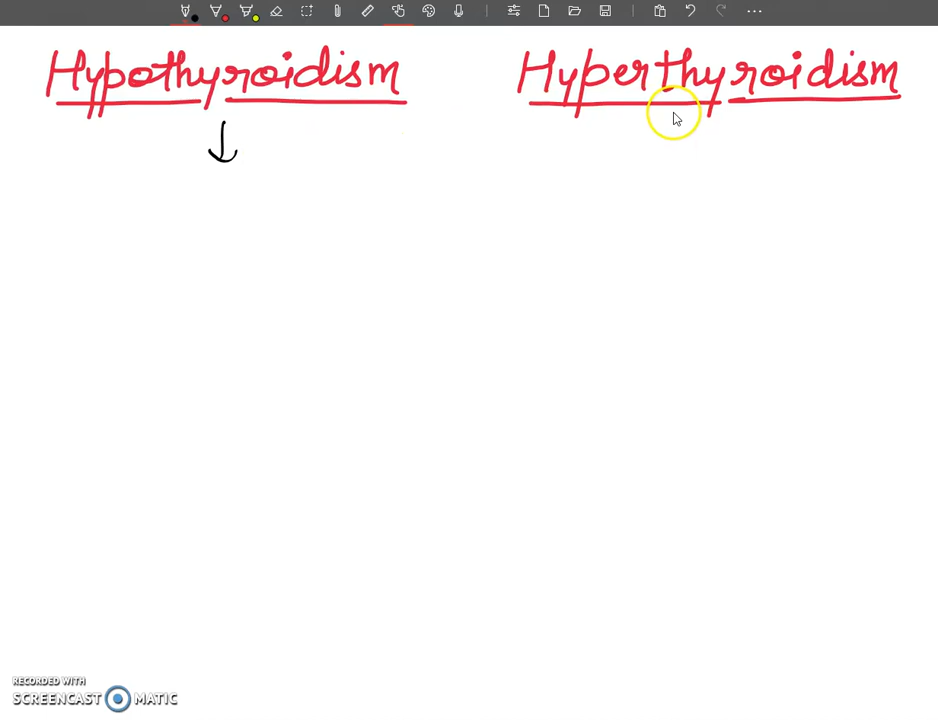 Hypothyroidism Hyperthyroidism
RECORDED WITH
SCREENCAST MATIC